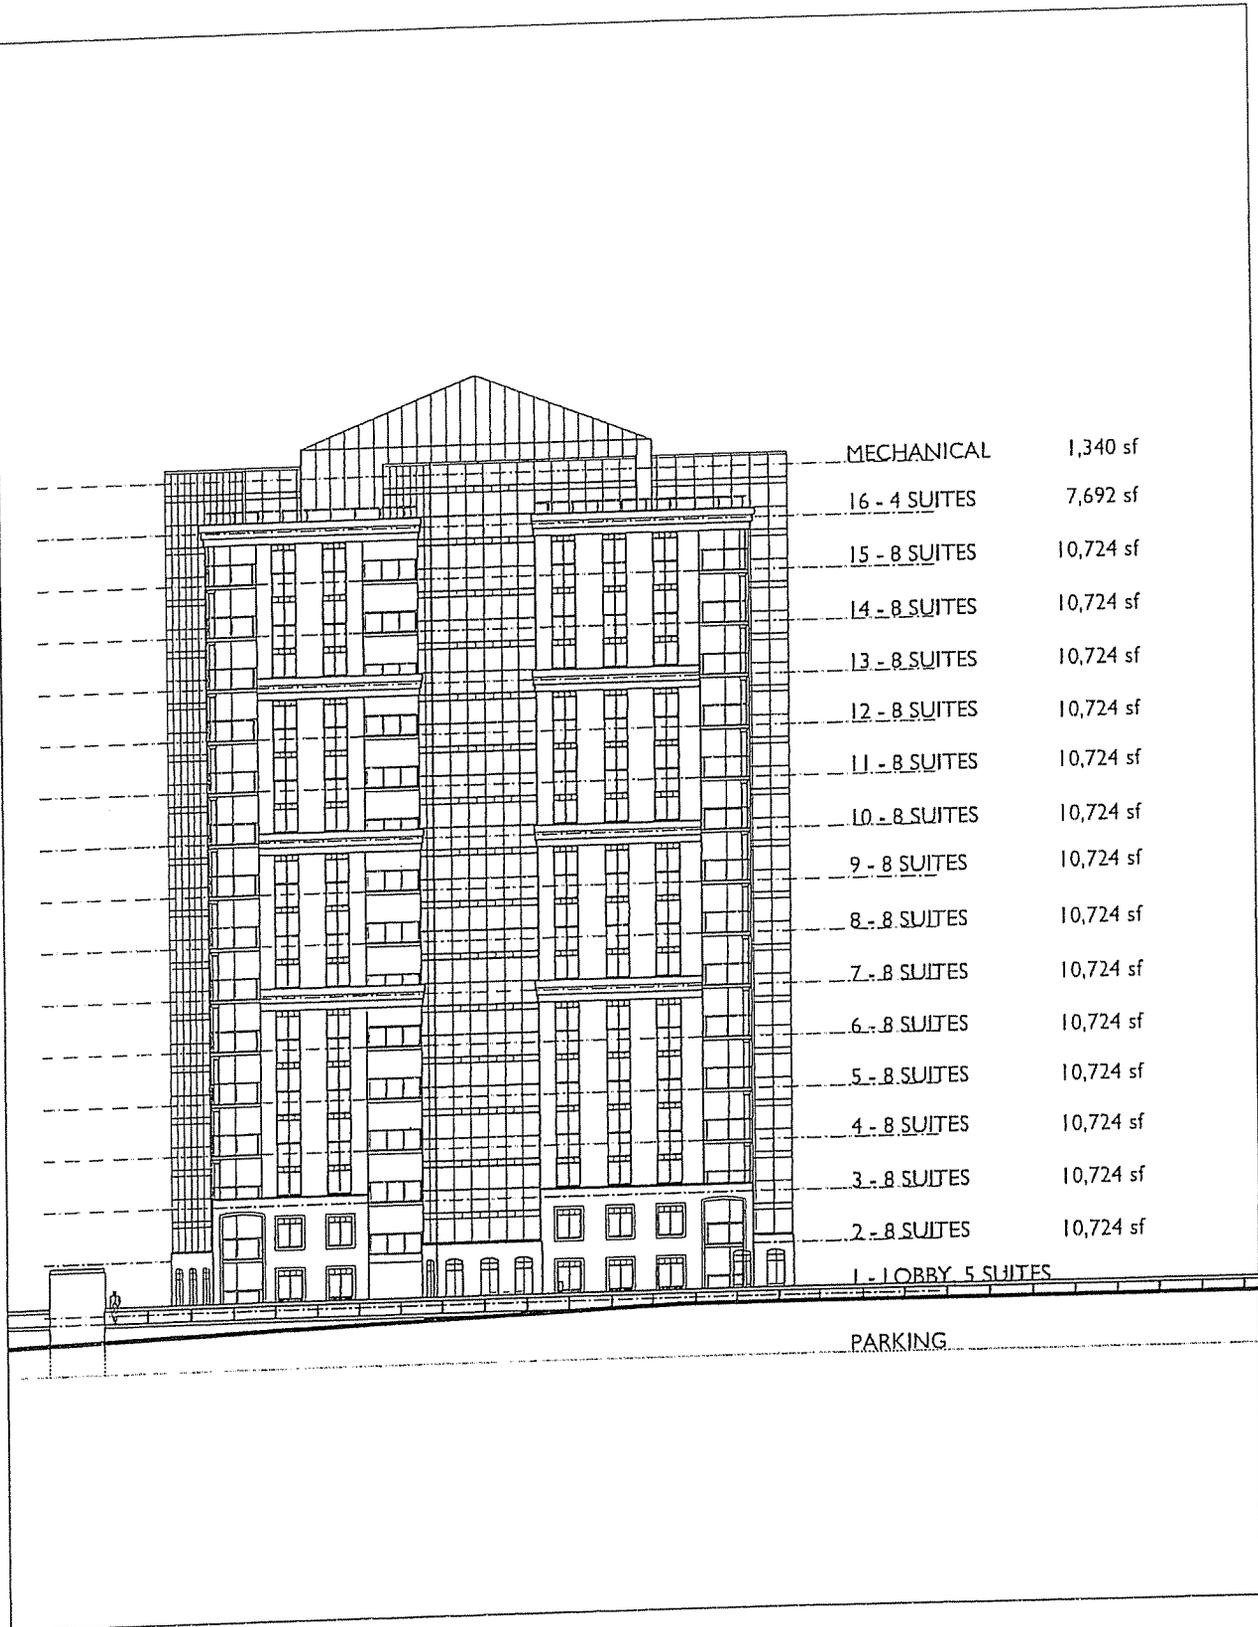 MECHANICAL 1,340 sf
16 - 4 SUITES 7,692 sf
15 - 8 SUITES 10,724 sf
14 - 8 SUITES 10,724 sf
13 - 8 SUITES 10,724 sf
12 - 8 SUITES 10,724 sf
11 - 8 SUITES 10,724 sf
10 - 8 SUITES 10,724 sf
9 - 8 SUITES 10,724 sf
8 - 8 SUITES 10,724 sf
7 - 8 SUITES 10,724 sf
6 - 8 SUITES 10,724 sf
5 - 8 SUITES 10,724 sf
4 - 8 SUITES 10,724 sf
3 - 8 SUITES 10,724 sf
2 - 8 SUITES 10,724 sf
1 - LOBBY, 5 SUITES
PARKING